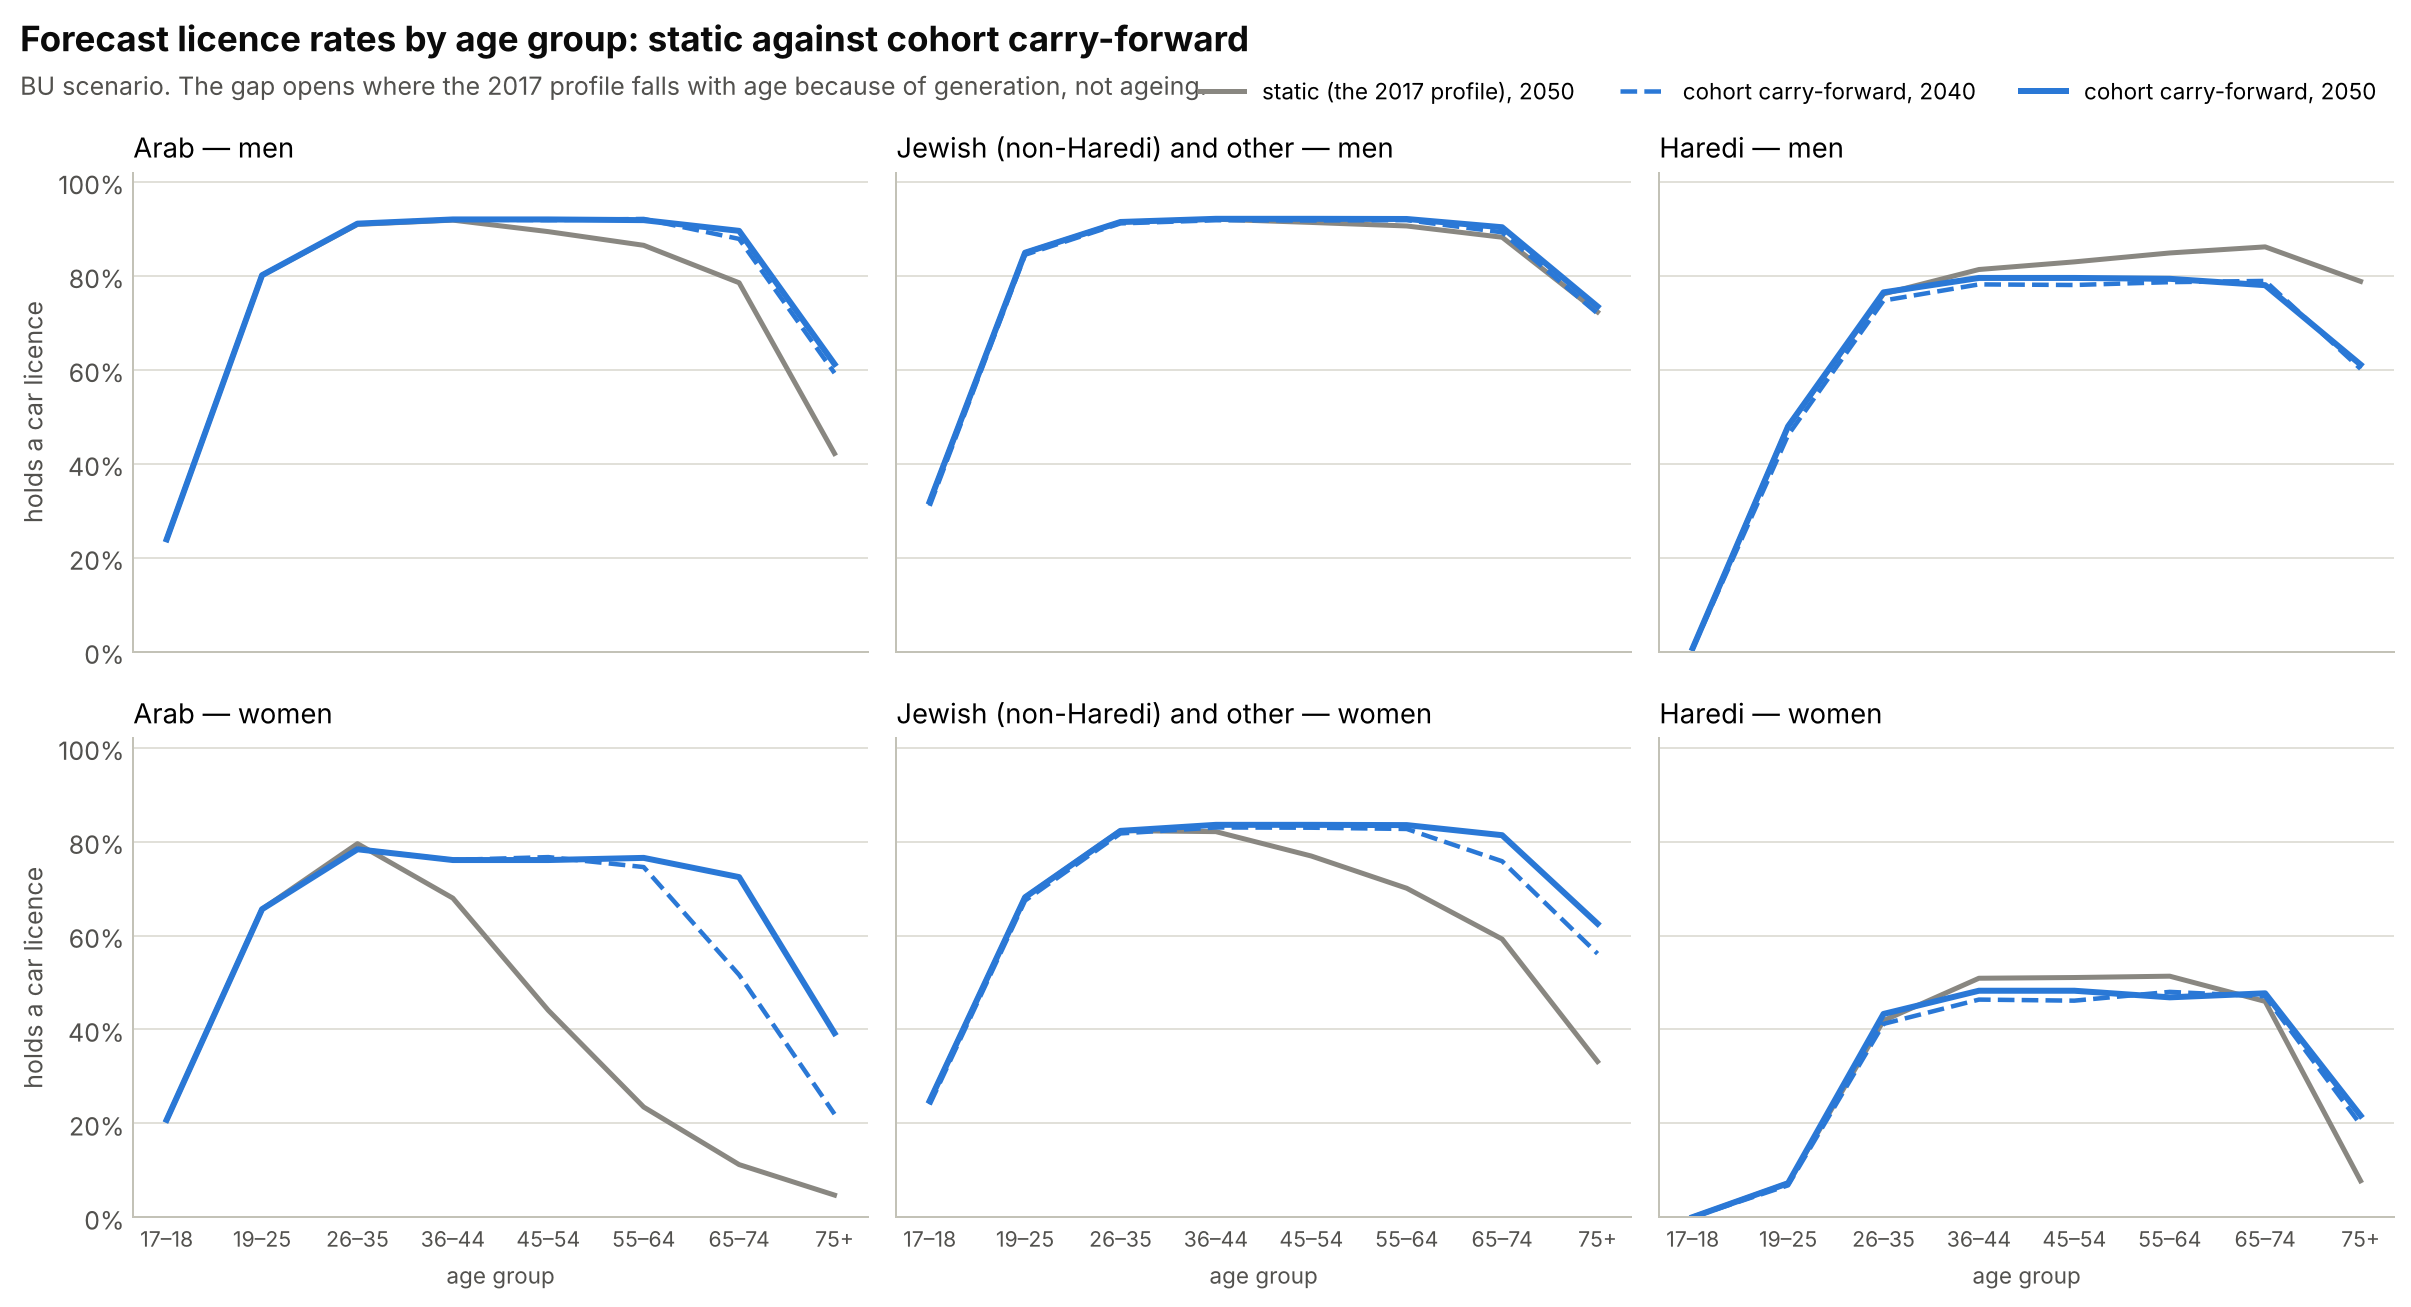 Forecast licence rates by age group: static against cohort carry-forward
BU scenario. The gap opens where the 2017 profile falls with age because of generation, not ageing.
static (the 2017 profile), 2050
cohort carry-forward, 2040
cohort carry-forward, 2050
Arab — men
Jewish (non-Haredi) and other — men
Haredi — men
holds a car licence
100%
80%
60%
40%
20%
0%
Arab — women
Jewish (non-Haredi) and other — women
Haredi — women
holds a car licence
100%
80%
60%
40%
20%
0%
17–18 19–25 26–35 36–44 45–54 55–64 65–74 75+
17–18 19–25 26–35 36–44 45–54 55–64 65–74 75+
17–18 19–25 26–35 36–44 45–54 55–64 65–74 75+
age group
age group
age group